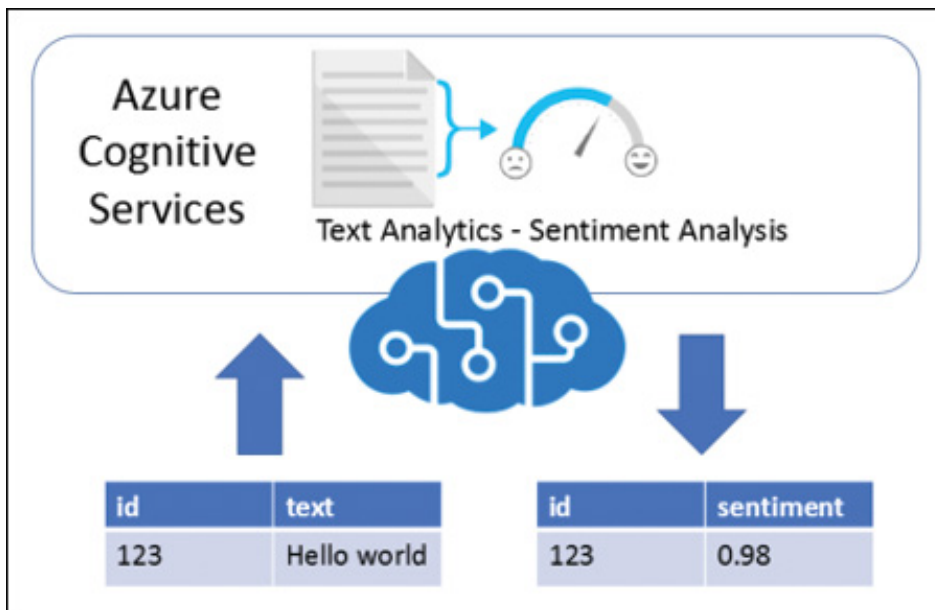 Azure
Cognitive
Services
Text Analytics - Sentiment Analysis
id text
123 Hello world
id sentiment
123 0.98